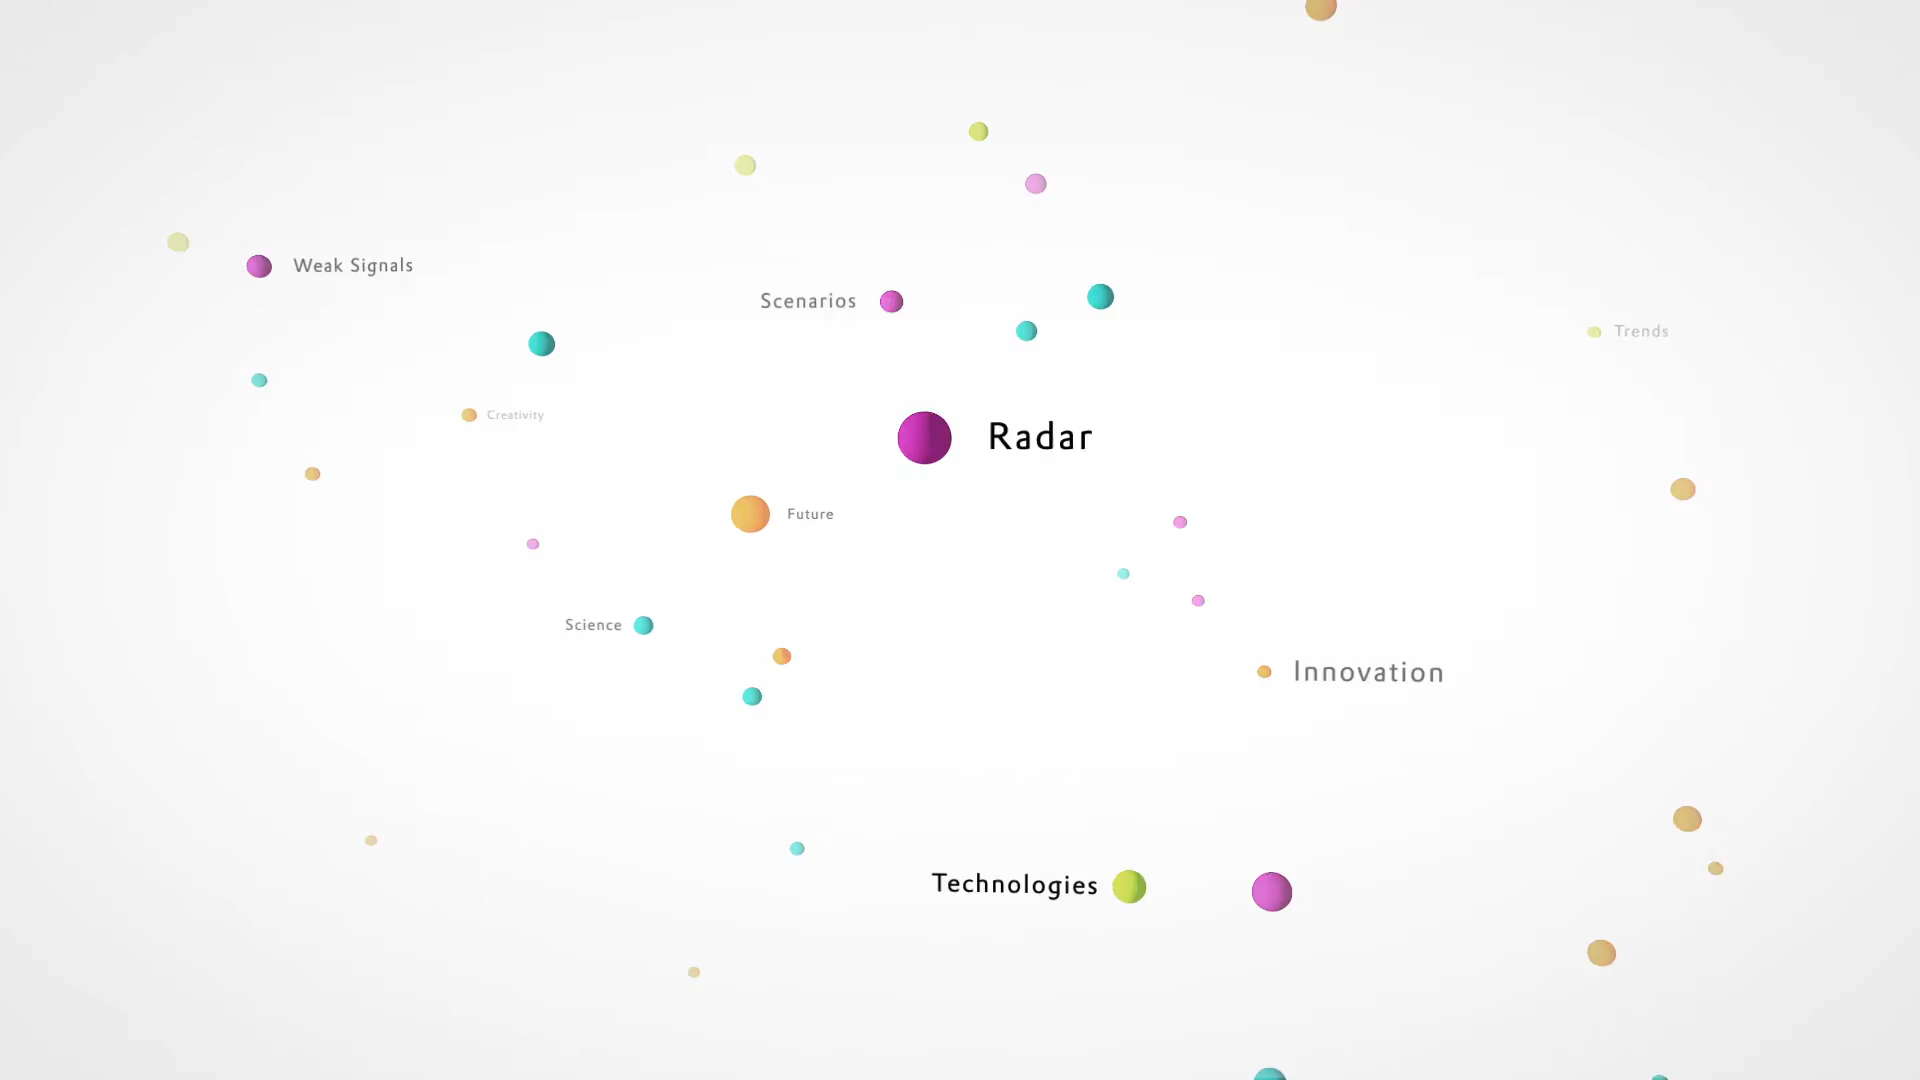 Weak Signals
Scenarios
Trends
Creativity
Radar
Future
Science
Innovation
Technologies